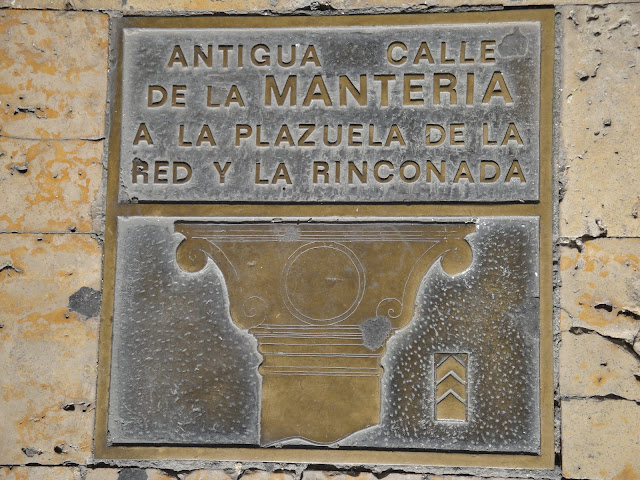 ANTIGUA CALLE
DE LA MANTERIA
A LA PLAZUELA DE LA
RED Y LA RINCONADA